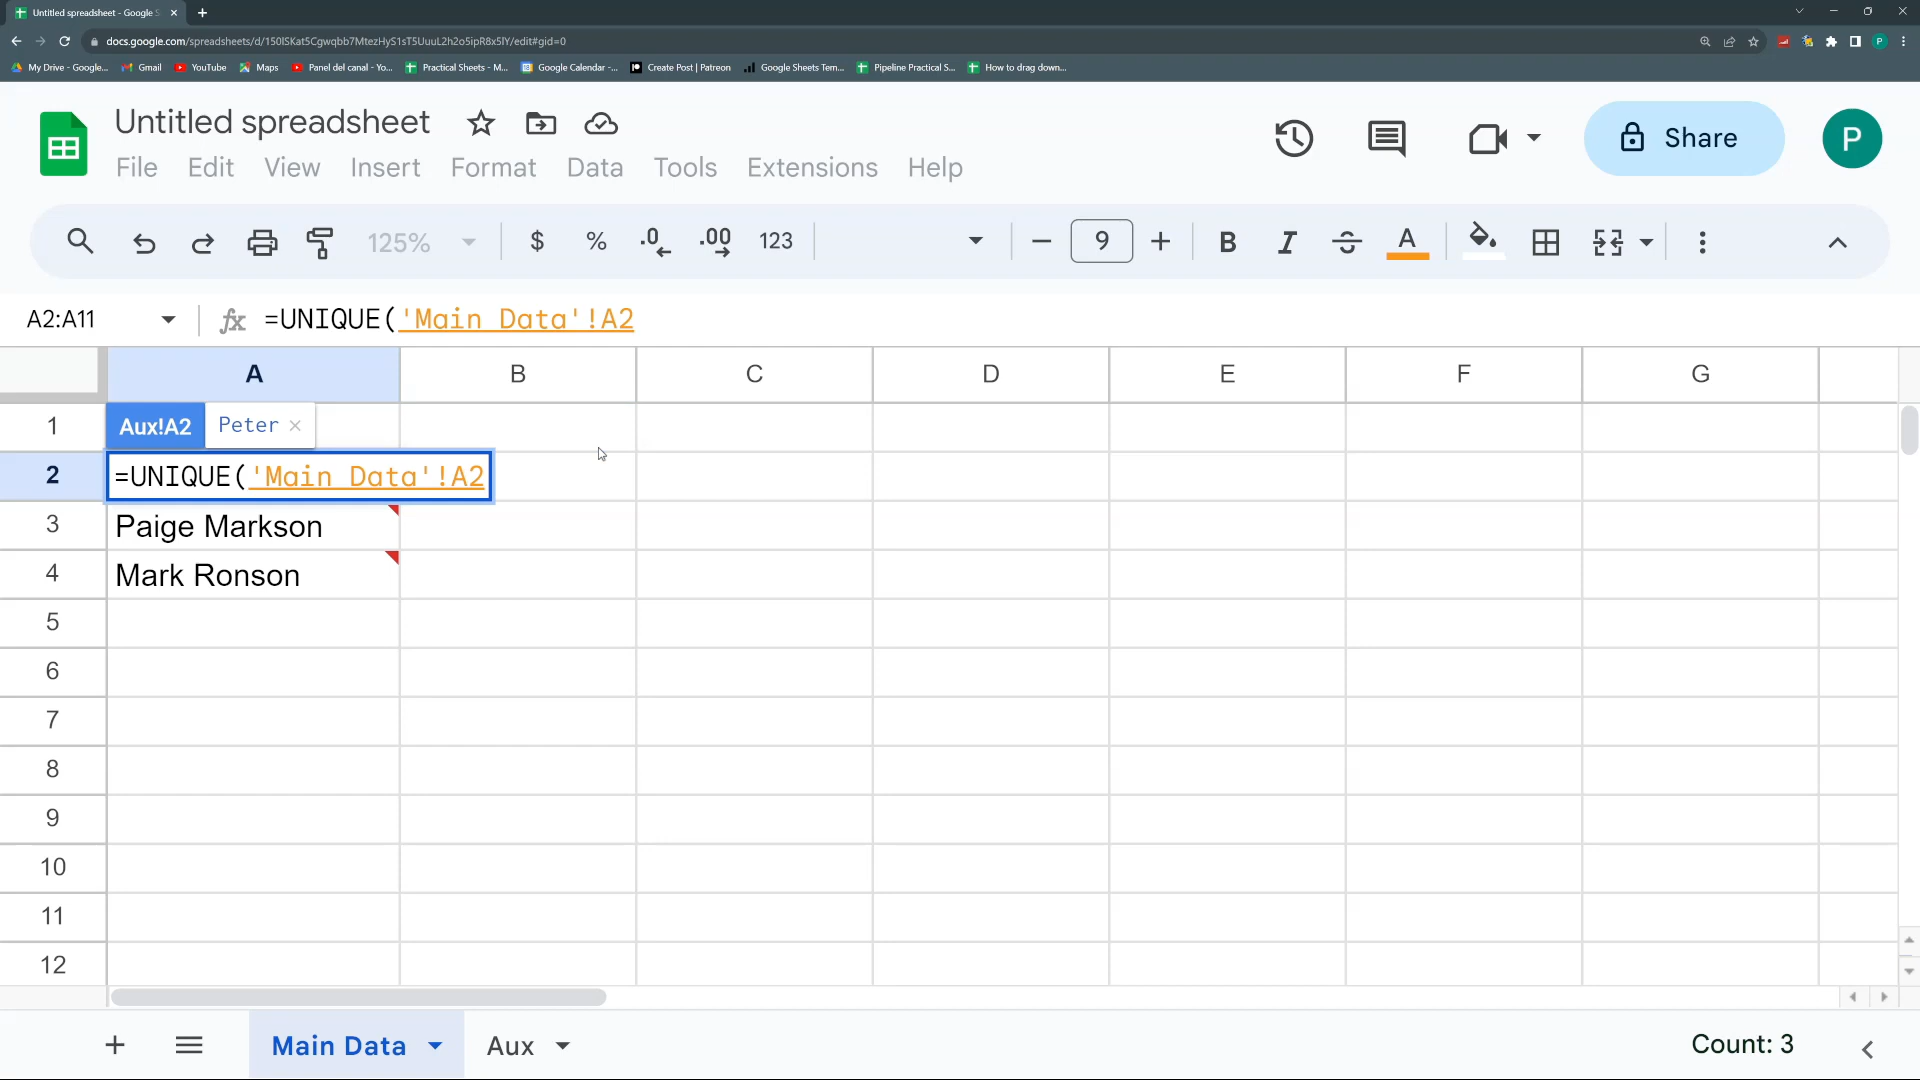 Untitled spreadsheet - Google S
docs.google.com/spreadsheets/d/150ISKat5Cgwqbb7MtezHyS1sT5UuuL2h2o5ipR8x5IY/edit#gid=0
P
My Drive - Google...
Gmail
YouTube
Maps
Panel del canal - Yo...
Practical Sheets - M...
Google Calendar -...
Create Post | Patreon
Google Sheets Tem...
Pipeline Practical S...
How to drag down...
Untitled spreadsheet
Share
P
File Edit View Insert Format Data Tools Extensions Help
125% $ % .0 .00 123 9 B I S A
A2:A11 fx =UNIQUE('Main Data'!A2
A B C D E F G
1 Aux!A2 Peter ×
2 =UNIQUE('Main Data'!A2
3 Paige Markson
4 Mark Ronson
5
6
7
8
9
10
11
12
Main Data Aux Count: 3